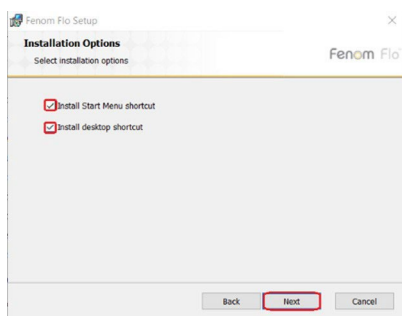 Fenom Flo Setup
Installation Options
Select installation options
Fenom Flo
Install Start Menu shortcut
Install desktop shortcut
Back Next Cancel